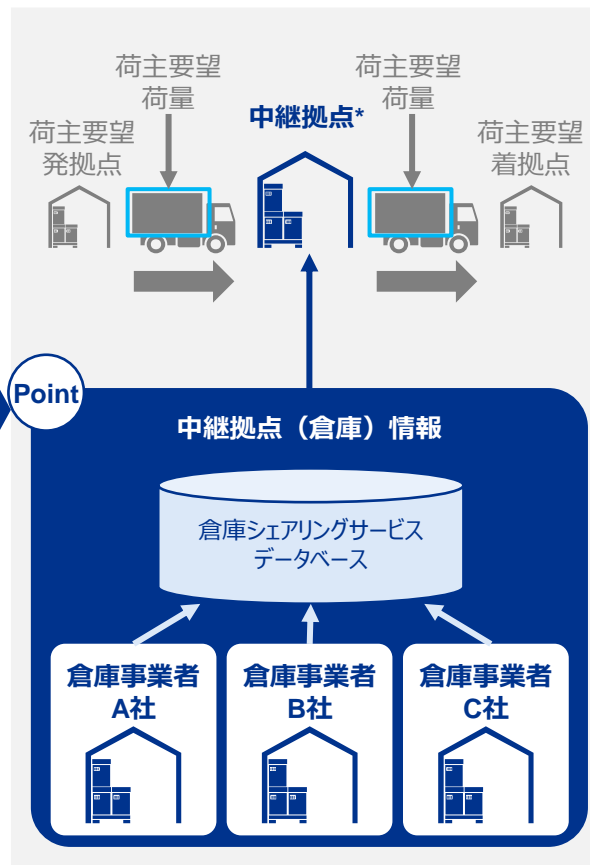 荷主要望
荷量
荷主要望
荷量
中継拠点*
荷主要望
発拠点
荷主要望
着拠点
Point
中継拠点（倉庫）情報
倉庫シェアリングサービス
データベース
倉庫事業者
A社
倉庫事業者
B社
倉庫事業者
C社